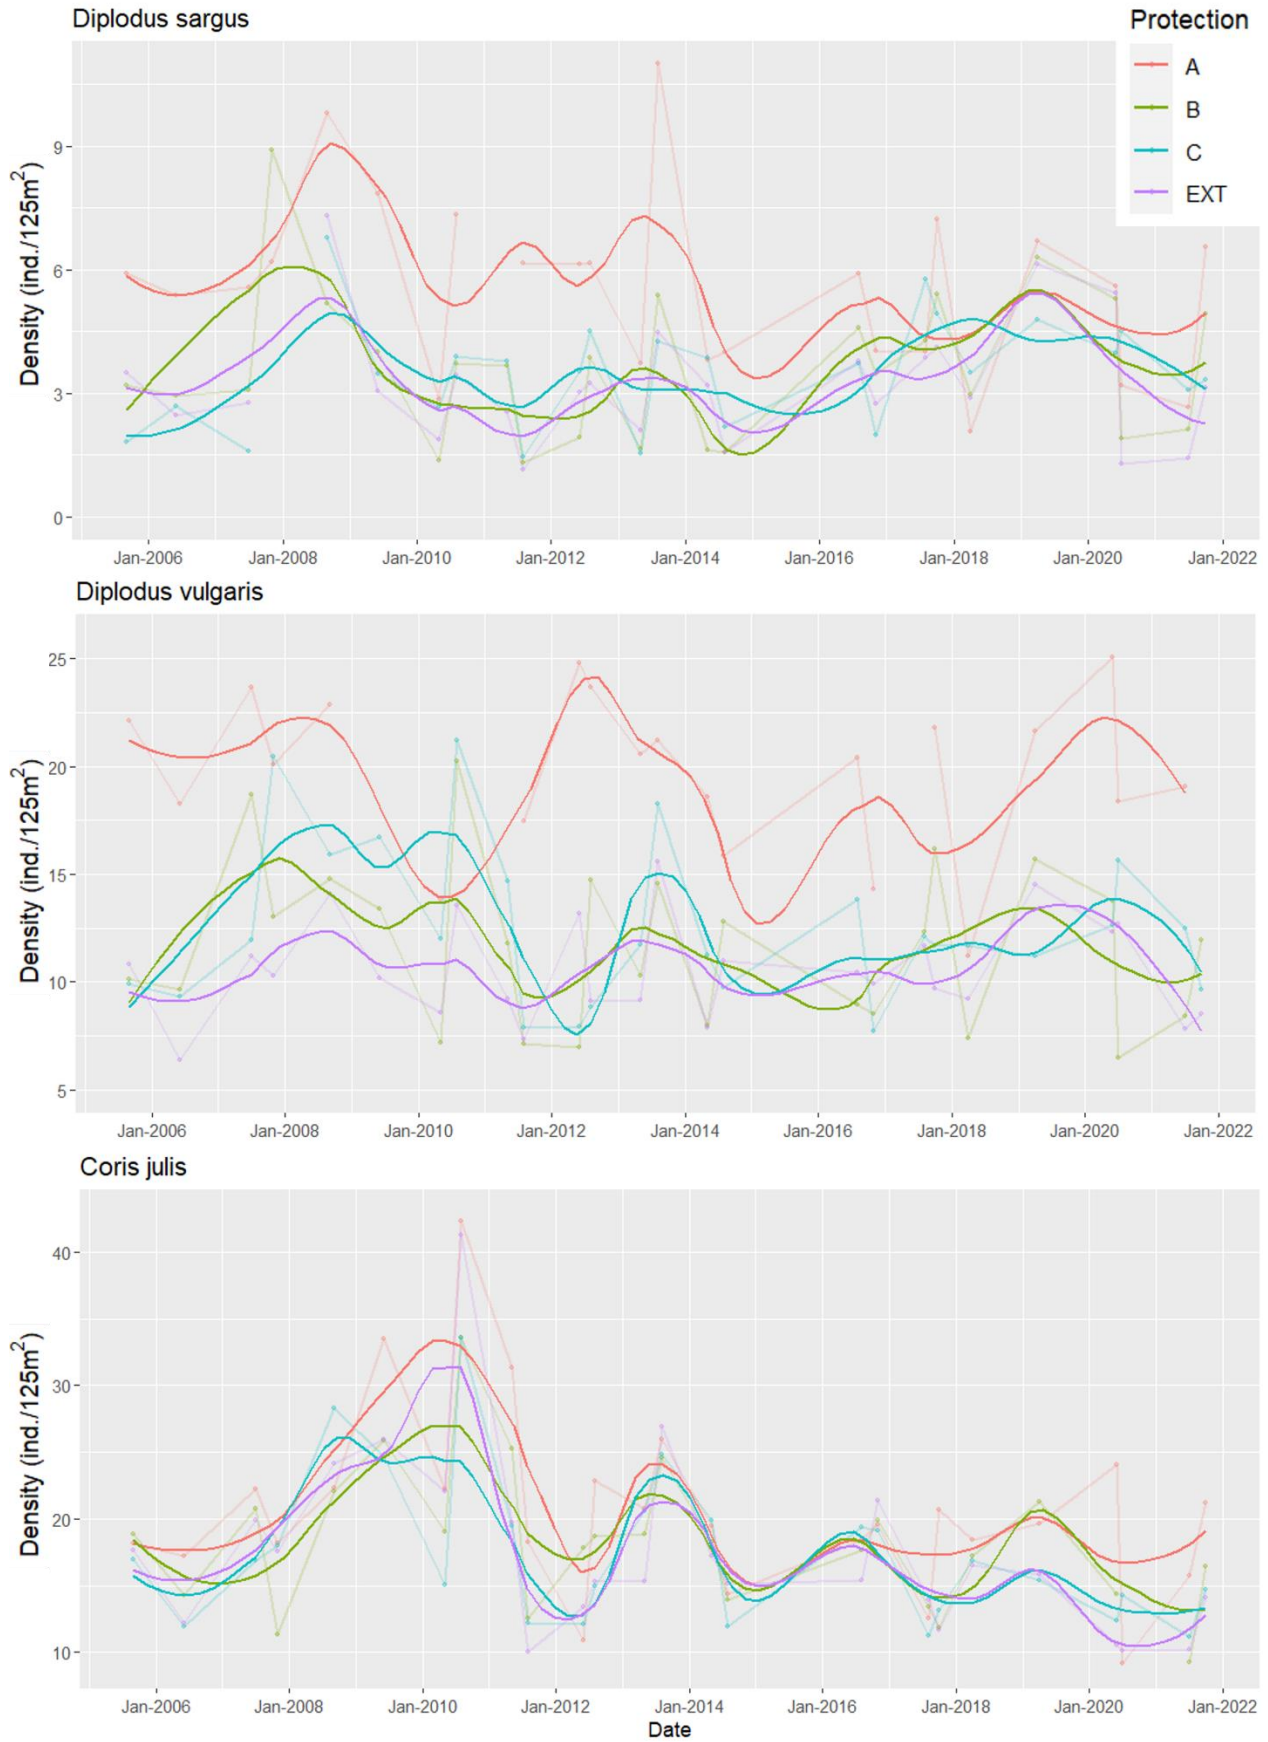 Diplodus sargus
Protection
A
B
C
EXT
Density (ind./125m²)
9
6
3
0
Jan-2006 Jan-2008 Jan-2010 Jan-2012 Jan-2014 Jan-2016 Jan-2018 Jan-2020 Jan-2022
Diplodus vulgaris
Density (ind./125m²)
25
20
15
10
5
Jan-2006 Jan-2008 Jan-2010 Jan-2012 Jan-2014 Jan-2016 Jan-2018 Jan-2020 Jan-2022
Coris julis
Density (ind./125m²)
40
30
20
10
Jan-2006 Jan-2008 Jan-2010 Jan-2012 Jan-2014 Jan-2016 Jan-2018 Jan-2020 Jan-2022
Date